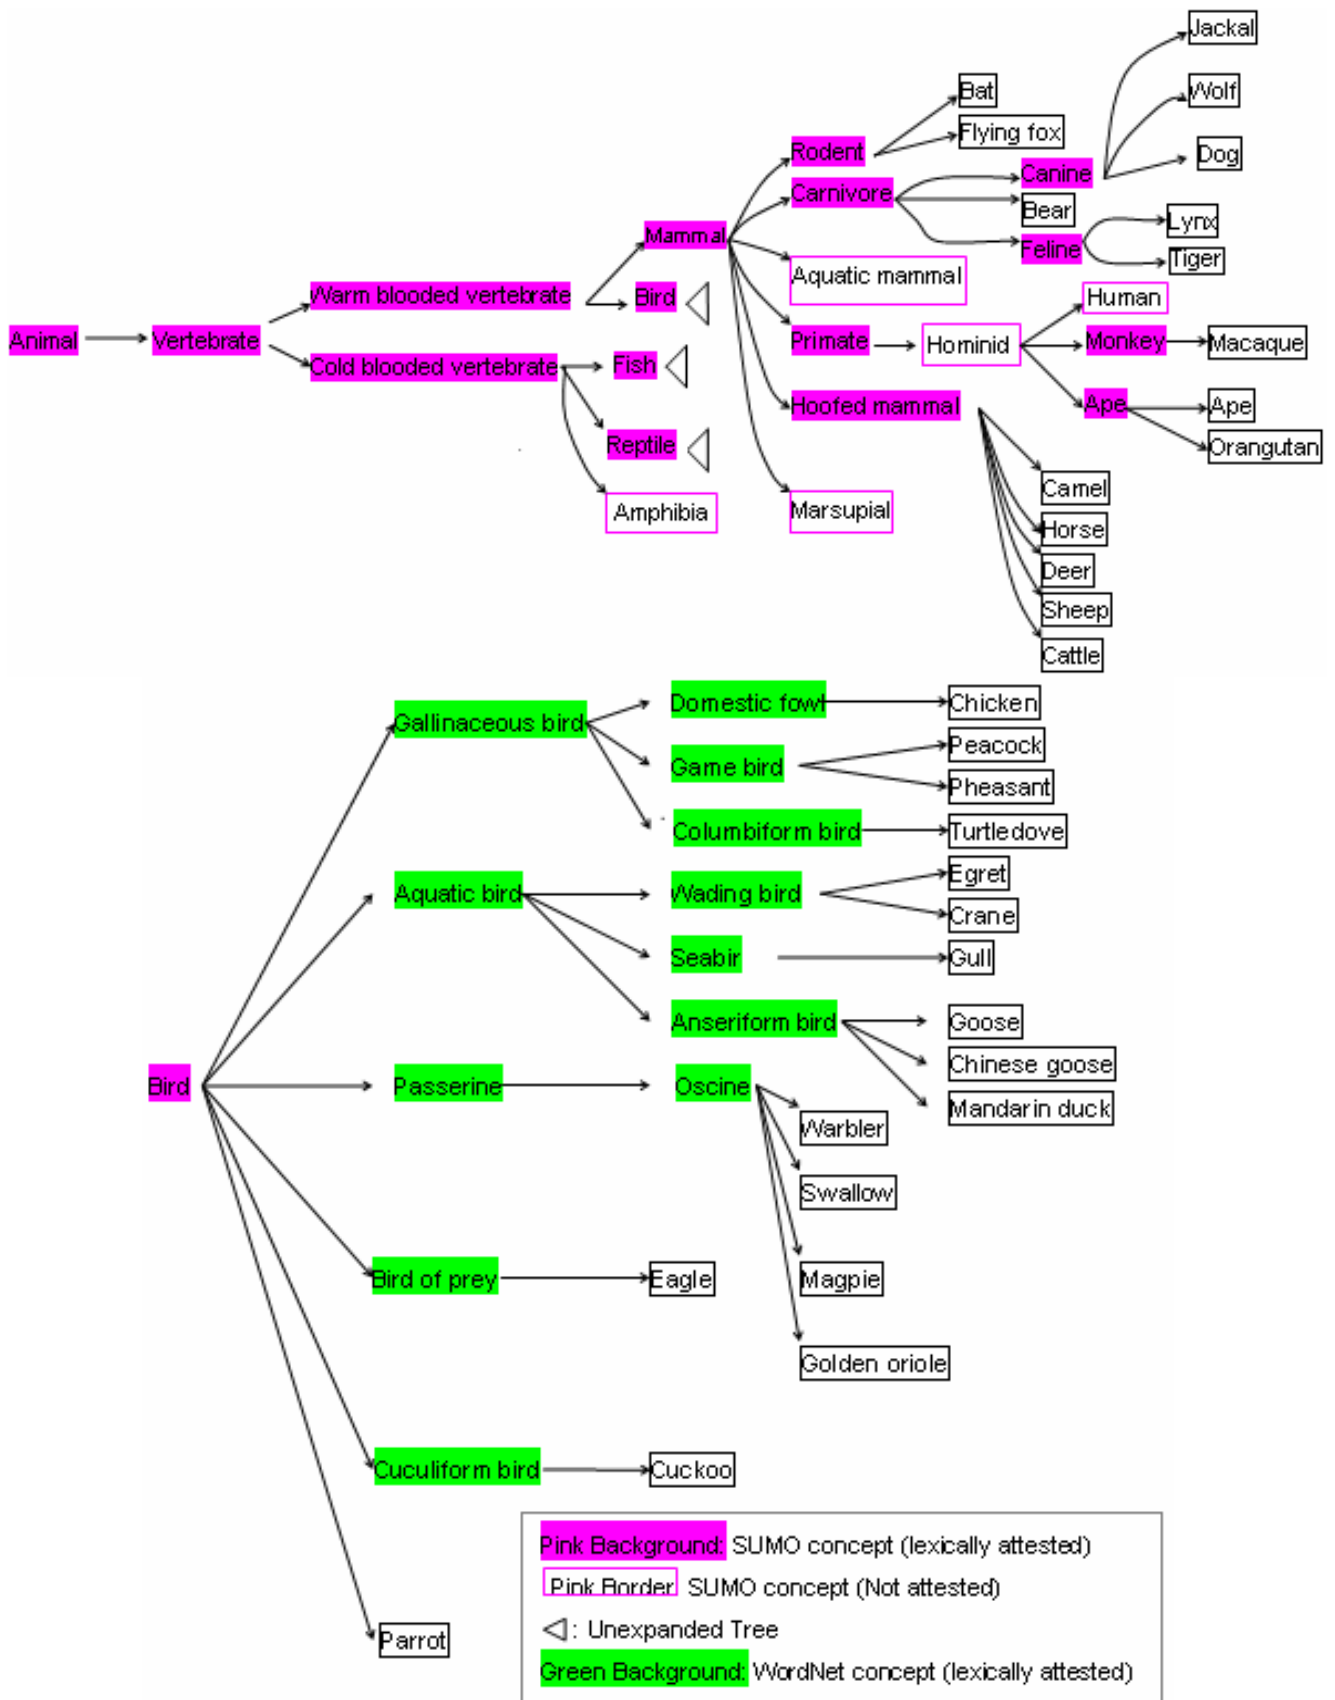 Jackal
Bat
Wolf
Flying fox
Rodent
Dog
Canine
Carnivore
Bear
Lynx
Mammal
Feline
Tiger
Aquatic mammal
Warm blooded vertebrate
Bird
Human
Animal
Vertebrate
Primate
Hominid
Monkey
Macaque
Cold blooded vertebrate
Fish
Hoofed mammal
Ape
Ape
Reptile
Orangutan
Camel
Amphibia
Marsupial
Horse
Deer
Sheep
Cattle
Gallinaceous bird
Domestic fowl
Chicken
Peacock
Game bird
Pheasant
Columbiform bird
Turtledove
Egret
Aquatic bird
Wading bird
Crane
Seabir
Gull
Anseriform bird
Goose
Chinese goose
Bird
Passerine
Oscine
Mandarin duck
Warbler
Swallow
Bird of prey
Eagle
Magpie
Golden oriole
Cuculiform bird
Cuckoo
Parrot
Pink Background: SUMO concept (lexically attested)
Pink Border SUMO concept (Not attested)
: Unexpanded Tree
Green Background: WordNet concept (lexically attested)